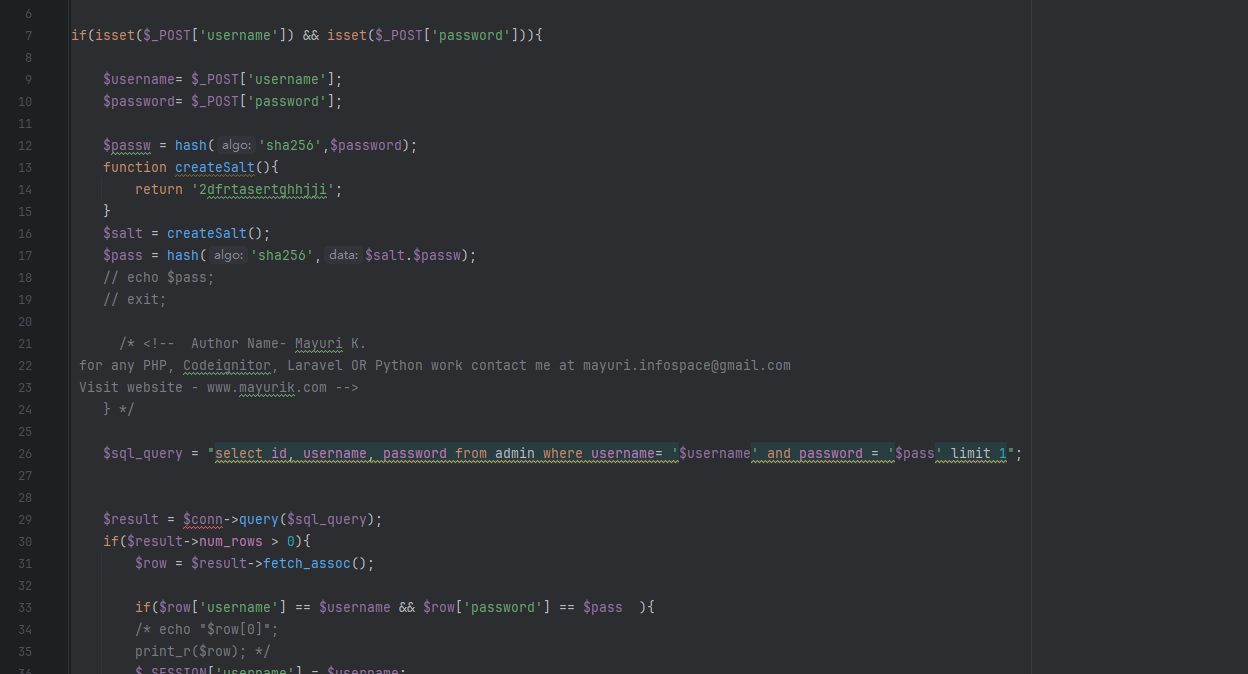 6
7 if(isset($_POST['username']) && isset($_POST['password'])){
8
9 $username= $_POST['username'];
10 $password= $_POST['password'];
11
12 $passw = hash( algo: 'sha256',$password);
13 function createSalt(){
14 return '2dfrtasertghhjji';
15 }
16 $salt = createSalt();
17 $pass = hash( algo: 'sha256', data: $salt.$passw);
18 // echo $pass;
19 // exit;
20
21 /* <!--  Author Name- Mayuri K.
22 for any PHP, Codeignitor, Laravel OR Python work contact me at mayuri.infospace@gmail.com
23 Visit website - www.mayurik.com -->
24 } */
25
26 $sql_query = "select id, username, password from admin where username= '$username' and password = '$pass' limit 1";
27
28
29 $result = $conn->query($sql_query);
30 if($result->num_rows > 0){
31 $row = $result->fetch_assoc();
32
33 if($row['username'] == $username && $row['password'] == $pass  ){
34 /* echo "$row[0]";
35 print_r($row); */
36 $_SESSION['username'] = $username;